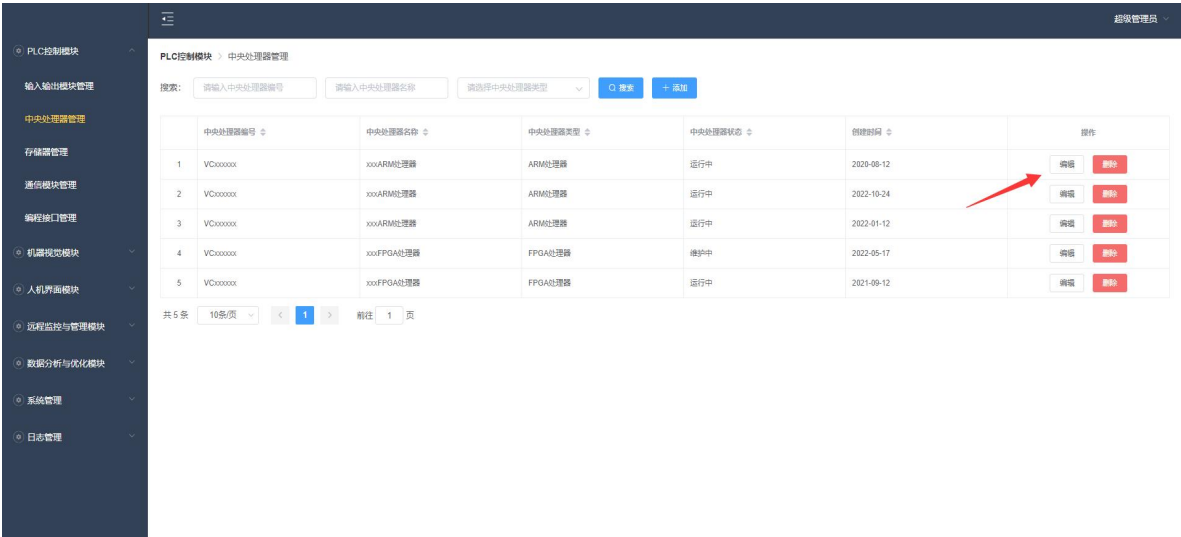 超级管理员
PLC控制模块
输入输出模块管理
中央处理器管理
存储器管理
通信模块管理
编程接口管理
机器视觉模块
人机界面模块
远程监控与管理模块
数据分析与优化模块
系统管理
日志管理
PLC控制模块 > 中央处理器管理
搜索: 请输入中央处理器编号 请输入中央处理器名称 请选择中央处理器类型 搜索 + 添加
中央处理器编号 中央处理器名称 中央处理器类型 中央处理器状态 创建时间 操作
1 VCxxxxxx xxxARM处理器 ARM处理器 运行中 2020-08-12 编辑 删除
2 VCxxxxxx xxxARM处理器 ARM处理器 运行中 2022-10-24 编辑 删除
3 VCxxxxxx xxxARM处理器 ARM处理器 运行中 2022-01-12 编辑 删除
4 VCxxxxxx xxxFPGA处理器 FPGA处理器 维护中 2022-05-17 编辑 删除
5 VCxxxxxx xxxFPGA处理器 FPGA处理器 运行中 2021-09-12 编辑 删除
共 5 条 10条/页 < 1 > 前往 1 页